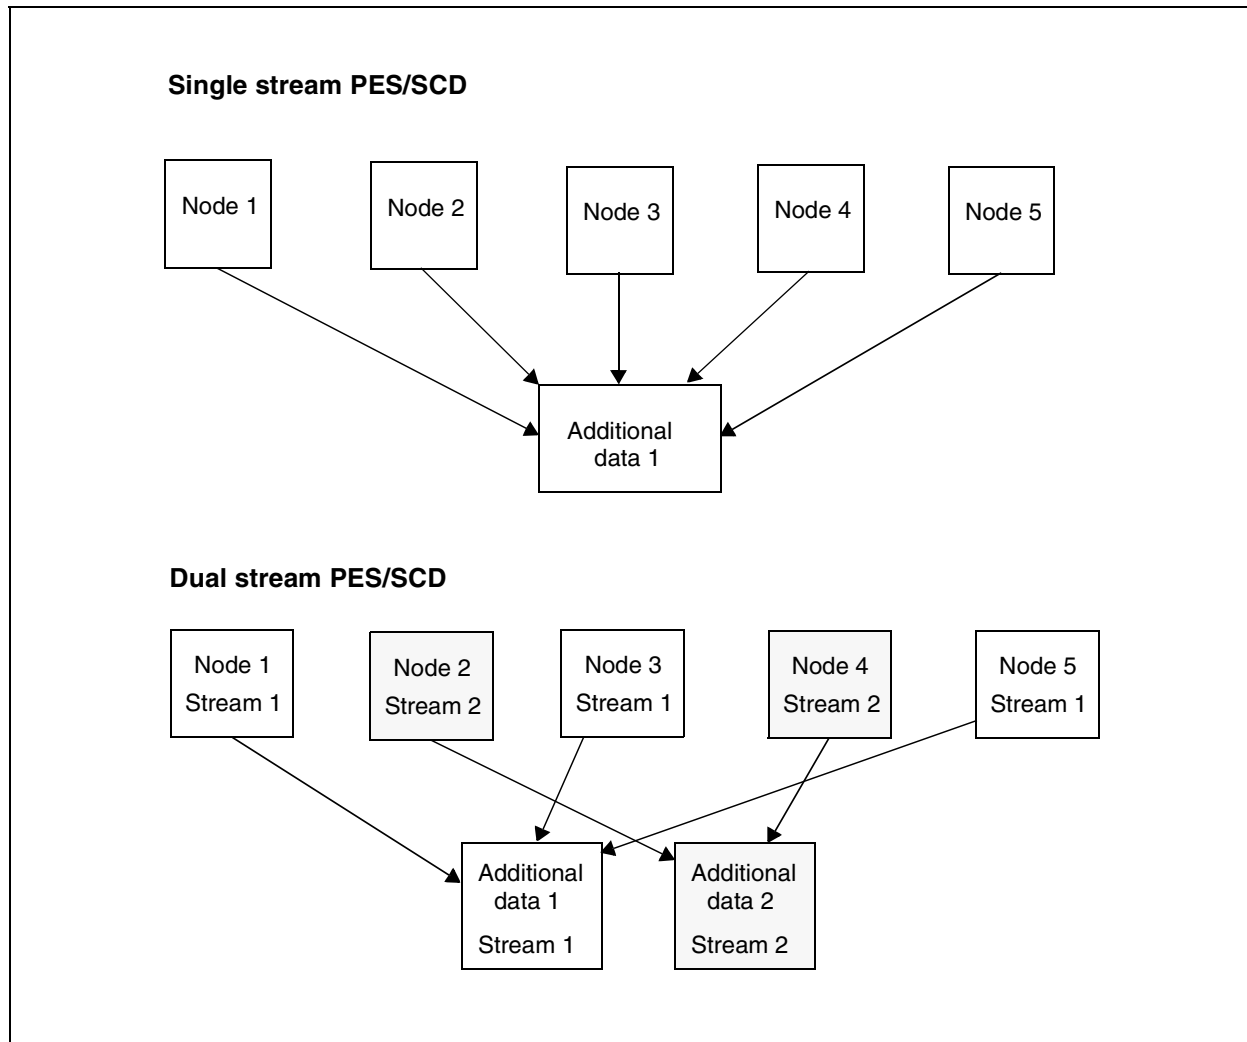 Single stream PES/SCD
Node 1
Node 2
Node 3
Node 4
Node 5
Additional
data 1
Dual stream PES/SCD
Node 1
Stream 1
Node 2
Stream 2
Node 3
Stream 1
Node 4
Stream 2
Node 5
Stream 1
Additional
data 1
Stream 1
Additional
data 2
Stream 2